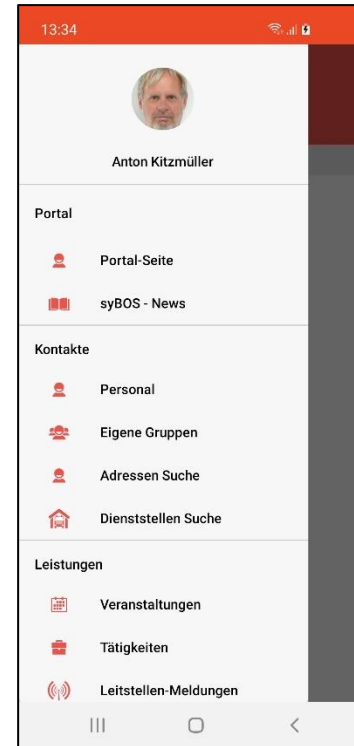 13:34
Anton Kitzmüller
Portal
Portal-Seite
syBOS - News
Kontakte
Personal
Eigene Gruppen
Adressen Suche
Dienststellen Suche
Leistungen
Veranstaltungen
Tätigkeiten
Leitstellen-Meldungen